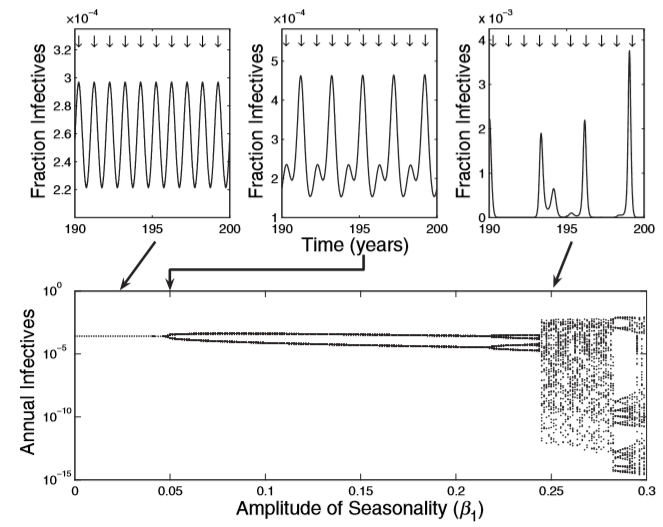 ×10⁻⁴
3.2
3
2.8
2.6
2.4
2.2
190 195 200
Fraction Infectives
×10⁻⁴
5
4
3
2
1
190 195 200
Fraction Infectives
x 10⁻³
4
3
2
1
0
190 195 200
Fraction Infectives
Time (years)
10⁰
10⁻⁵
10⁻¹⁰
10⁻¹⁵
Annual Infectives
0 0.05 0.1 0.15 0.2 0.25 0.3
Amplitude of Seasonality (β₁)